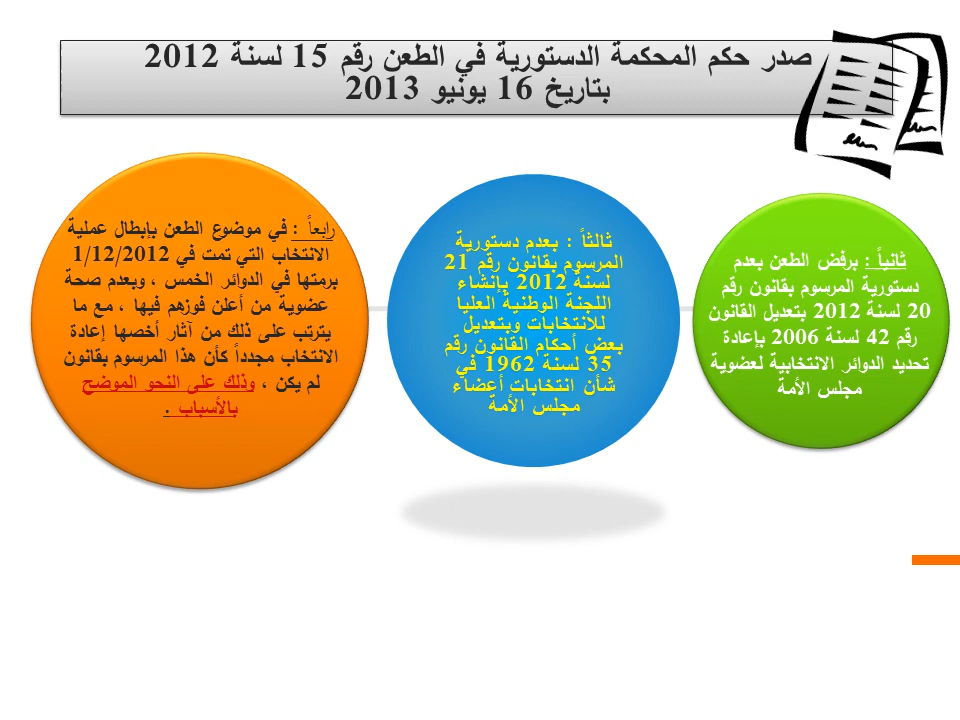 صدر حكم المحكمة الدستورية في الطعن رقم 15 لسنة 2012
بتاريخ 16 يونيو 2013
ثانياً : برفض الطعن بعدم
دستورية المرسوم بقانون رقم
20 لسنة 2012 بتعديل القانون
رقم 42 لسنة 2006 بإعادة
تحديد الدوائر الانتخابية لعضوية
مجلس الأمة
ثالثاً : بعدم دستورية
المرسوم بقانون رقم 21
لسنة 2012 بإنشاء
اللجنة الوطنية العليا
للانتخابات وبتعديل
بعض أحكام القانون رقم
35 لسنة 1962 في
شأن انتخابات أعضاء
مجلس الأمة
رابعاً : في موضوع الطعن بإبطال عملية
الانتخاب التي تمت في 1/12/2012
برمتها في الدوائر الخمس ، وبعدم صحة
عضوية من أعلن فوزهم فيها ، مع ما
يترتب على ذلك من آثار أخصها إعادة
الانتخاب مجدداً كأن هذا المرسوم بقانون
لم يكن ، وذلك على النحو الموضح
بالأسباب .